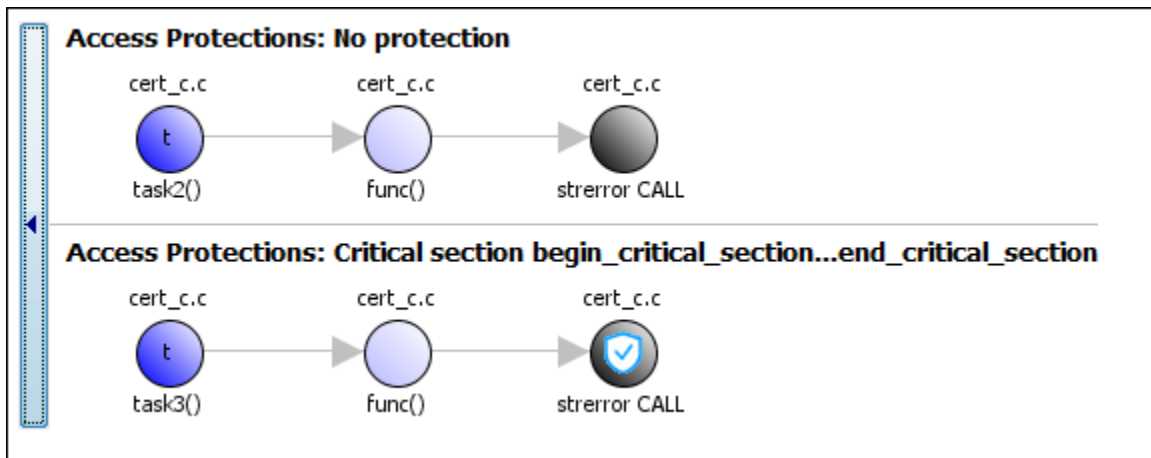 Access Protections: No protection
cert_c.c cert_c.c cert_c.c
t
task2() func() strerror CALL
Access Protections: Critical section begin_critical_section...end_critical_section
cert_c.c cert_c.c cert_c.c
t
task3() func() strerror CALL